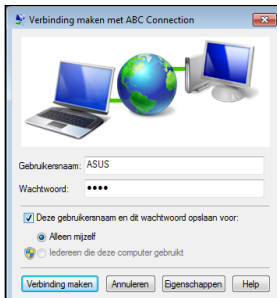 Verbinding maken met ABC Connection
Gebruikersnaam: ASUS
Wachtwoord: ••••
Deze gebruikersnaam en dit wachtwoord opslaan voor:
Alleen mijzelf
Iedereen die deze computer gebruikt
Verbinding maken Annuleren Eigenschappen Help